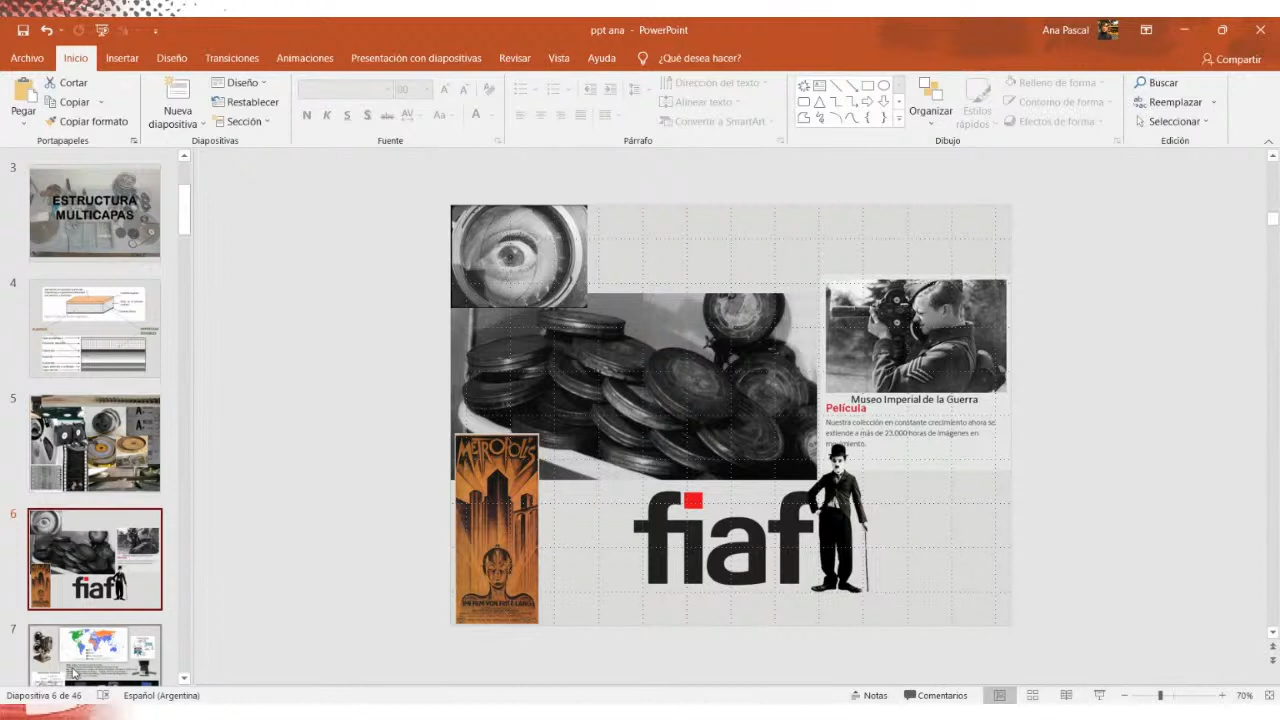 ppt ana - PowerPoint
Ana Pascal
Archivo Inicio Insertar Diseño Transiciones Animaciones Presentación con diapositivas Revisar Vista Ayuda ¿Qué desea hacer? Compartir
Pegar
Cortar
Copiar
Copiar formato
Portapapeles
Nueva diapositiva
Diseño
Restablecer
Sección
Diapositivas
N K S S abc AV Aa A
Fuente
Dirección del texto
Alinear texto
Convertir a SmartArt
Párrafo
Organizar
Estilos rápidos
Relleno de forma
Contorno de forma
Efectos de forma
Dibujo
Buscar
Reemplazar
Seleccionar
Edición
3
ESTRUCTURA
MULTICAPAS
4
5
6
fiaf
7
METROPOLIS
Museo Imperial de la Guerra
Película
Nuestra colección en constante crecimiento ahora se
extiende a más de 23.000 horas de imágenes en
movimiento.
fiaf
Diapositiva 6 de 46
Español (Argentina)
Notas
Comentarios
70%